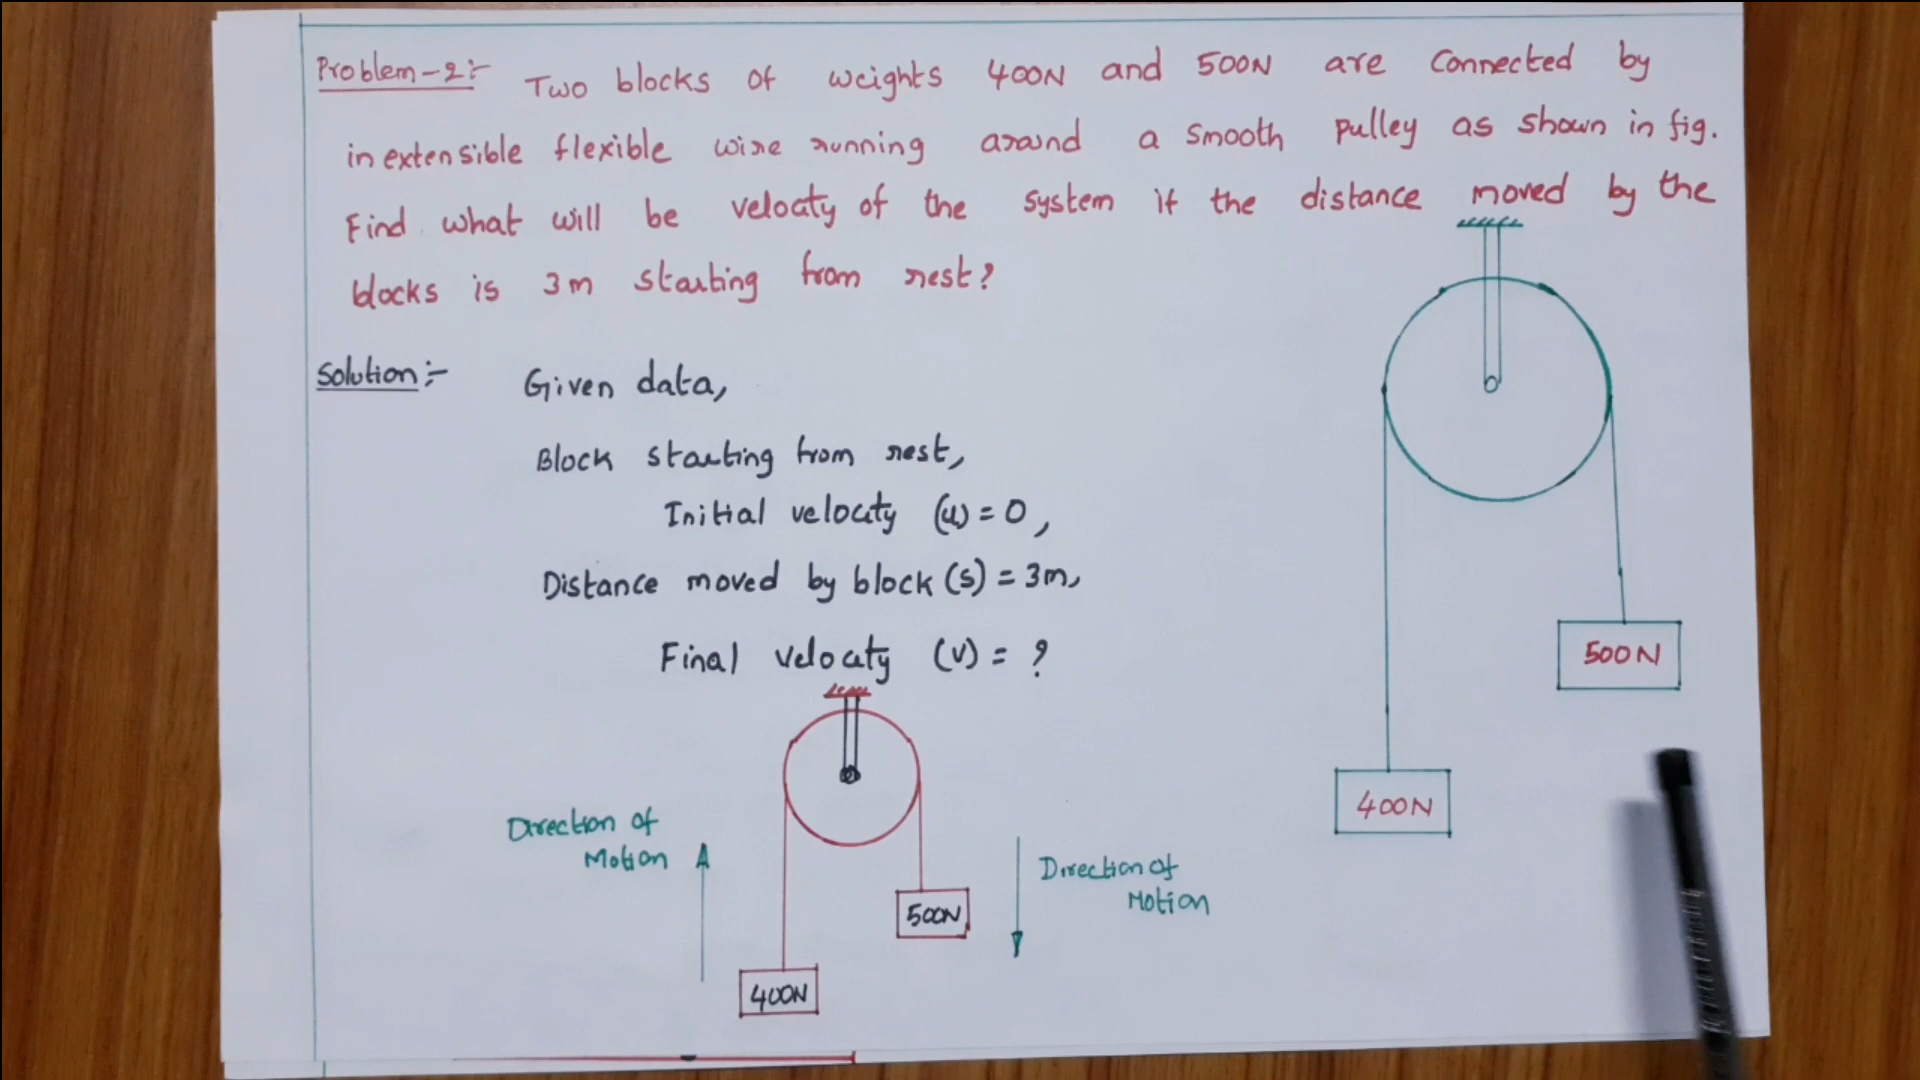 Problem-2:- Two blocks of weights 400N and 500N are connected by
inextensible flexible wire running around a smooth pulley as shown in fig.
Find what will be velocity of the system if the distance moved by the
blocks is 3m starting from rest?
Solution:- Given data,
Block starting from rest,
Initial velocity (u) = 0,
Distance moved by block (s) = 3m,
Final velocity (v) = ?
500N
400N
Direction of
Motion
Direction of
Motion
500N
400N